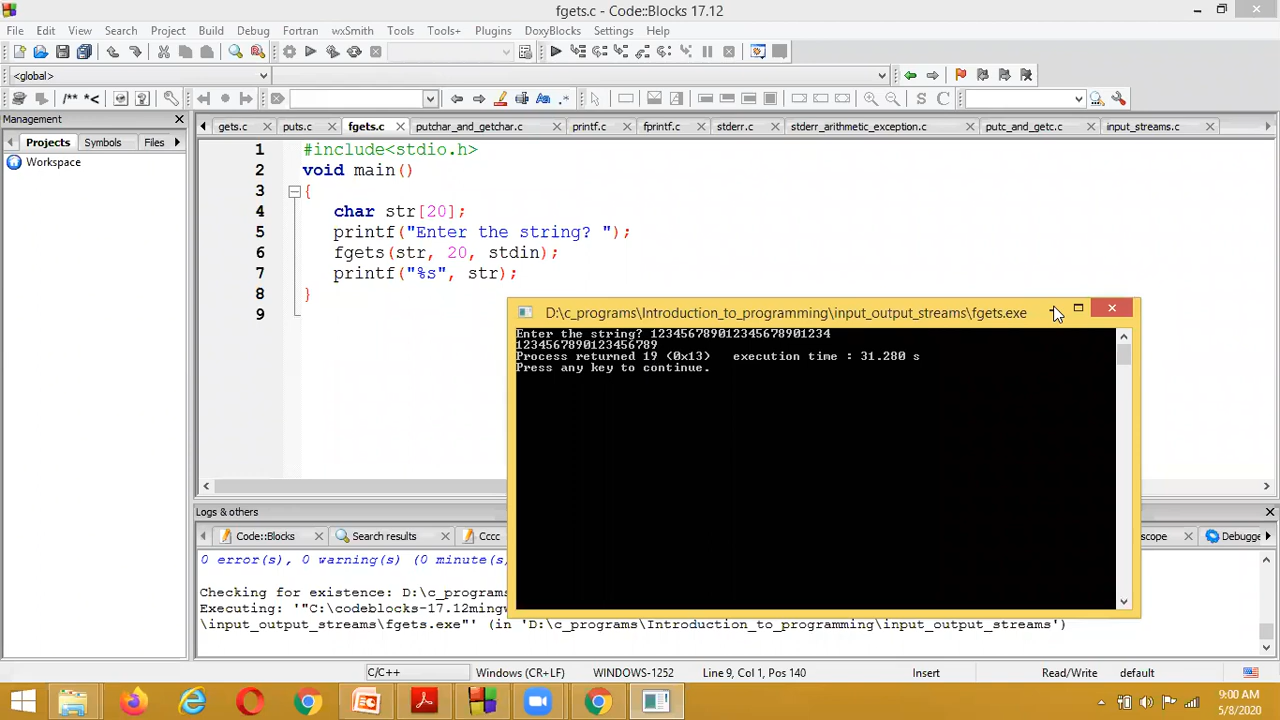 fgets.c - Code::Blocks 17.12
File Edit View Search Project Build Debug Fortran wxSmith Tools Tools+ Plugins DoxyBlocks Settings Help
<global>
/** *< S C
Management
gets.c puts.c fgets.c putchar_and_getchar.c printf.c fprintf.c stderr.c stderr_arithmetic_exception.c putc_and_getc.c input_streams.c
Projects Symbols Files
Workspace
1 #include<stdio.h>
2 void main()
3 {
4 char str[20];
5 printf("Enter the string? ");
6 fgets(str, 20, stdin);
7 printf("%s", str);
8 }
9
D:\c_programs\Introduction_to_programming\input_output_streams\fgets.exe
Enter the string? 123456789012345678901234
1234567890123456789
Process returned 19 (0x13) execution time : 31.280 s
Press any key to continue.
Logs & others
Code::Blocks Search results Cccc scope Debugge
0 error(s), 0 warning(s) (0 minute(s),
Checking for existence: D:\c_programs
Executing: '"C:\codeblocks-17.12mingw
\input_output_streams\fgets.exe"' (in 'D:\c_programs\Introduction_to_programming\input_output_streams')
C/C++ Windows (CR+LF) WINDOWS-1252 Line 9, Col 1, Pos 140 Insert Read/Write default
9:00 AM
5/8/2020